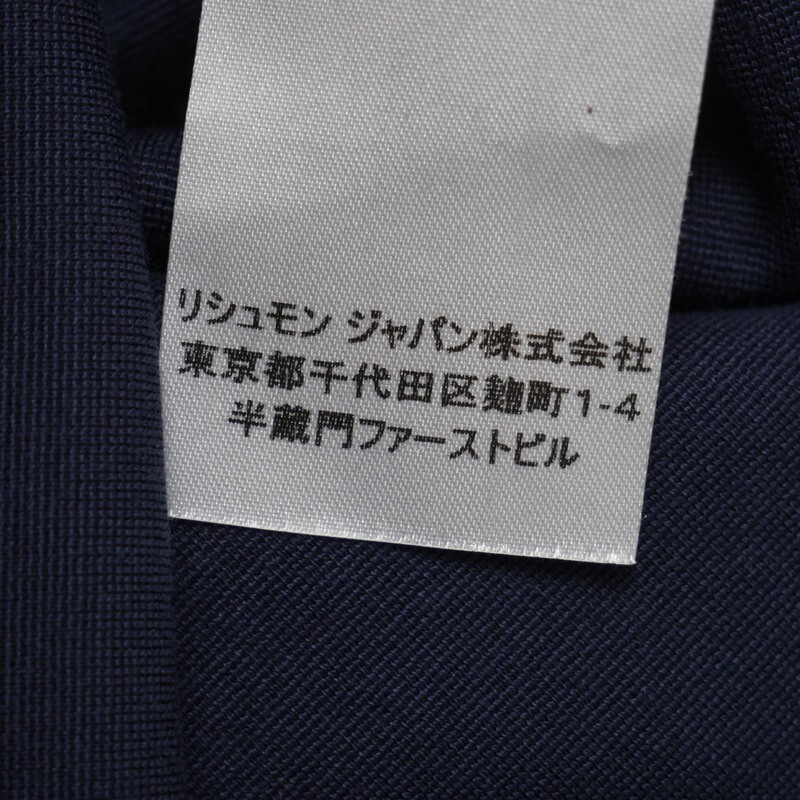 リシュモン ジャパン株式会社
東京都千代田区麹町1-4
半蔵門ファーストビル